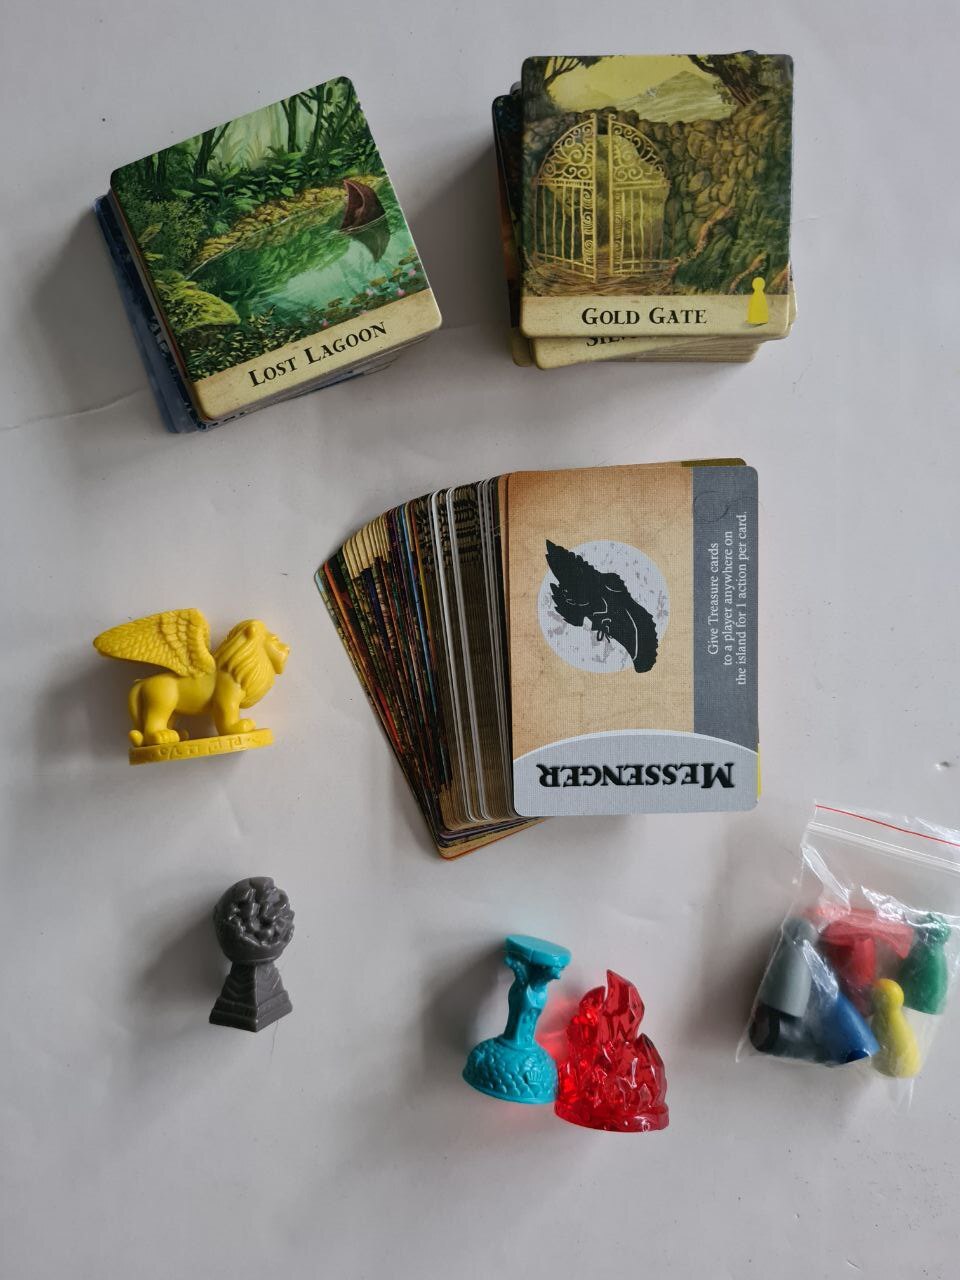 Lost Lagoon
Gold Gate
Give Treasure cards
to a player anywhere on
the island for 1 action per card.
Messenger